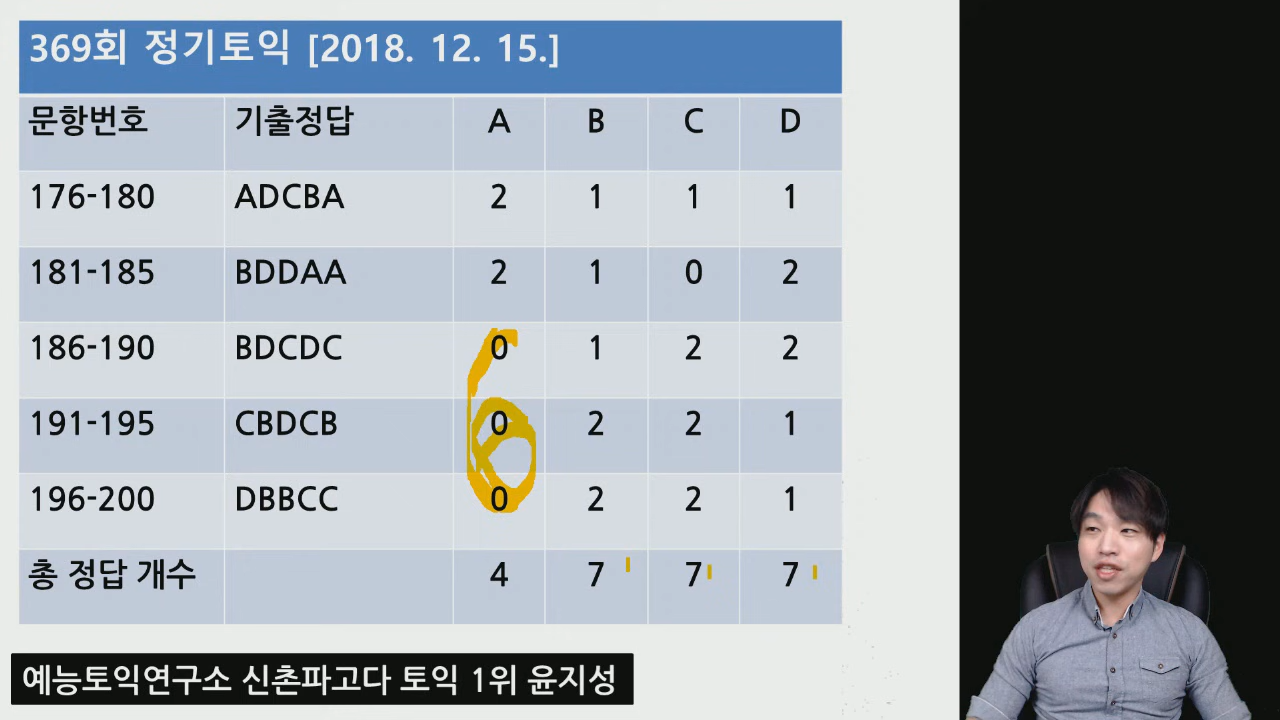 369회 정기토익 [2018. 12. 15.]
문항번호 기출정답 A B C D
176-180 ADCBA 2 1 1 1
181-185 BDDAA 2 1 0 2
186-190 BDCDC 0 1 2 2
191-195 CBDCB 0 2 2 1
196-200 DBBCC 0 2 2 1
총 정답 개수 4 7 7 7
예능토익연구소 신촌파고다 토익 1위 윤지성